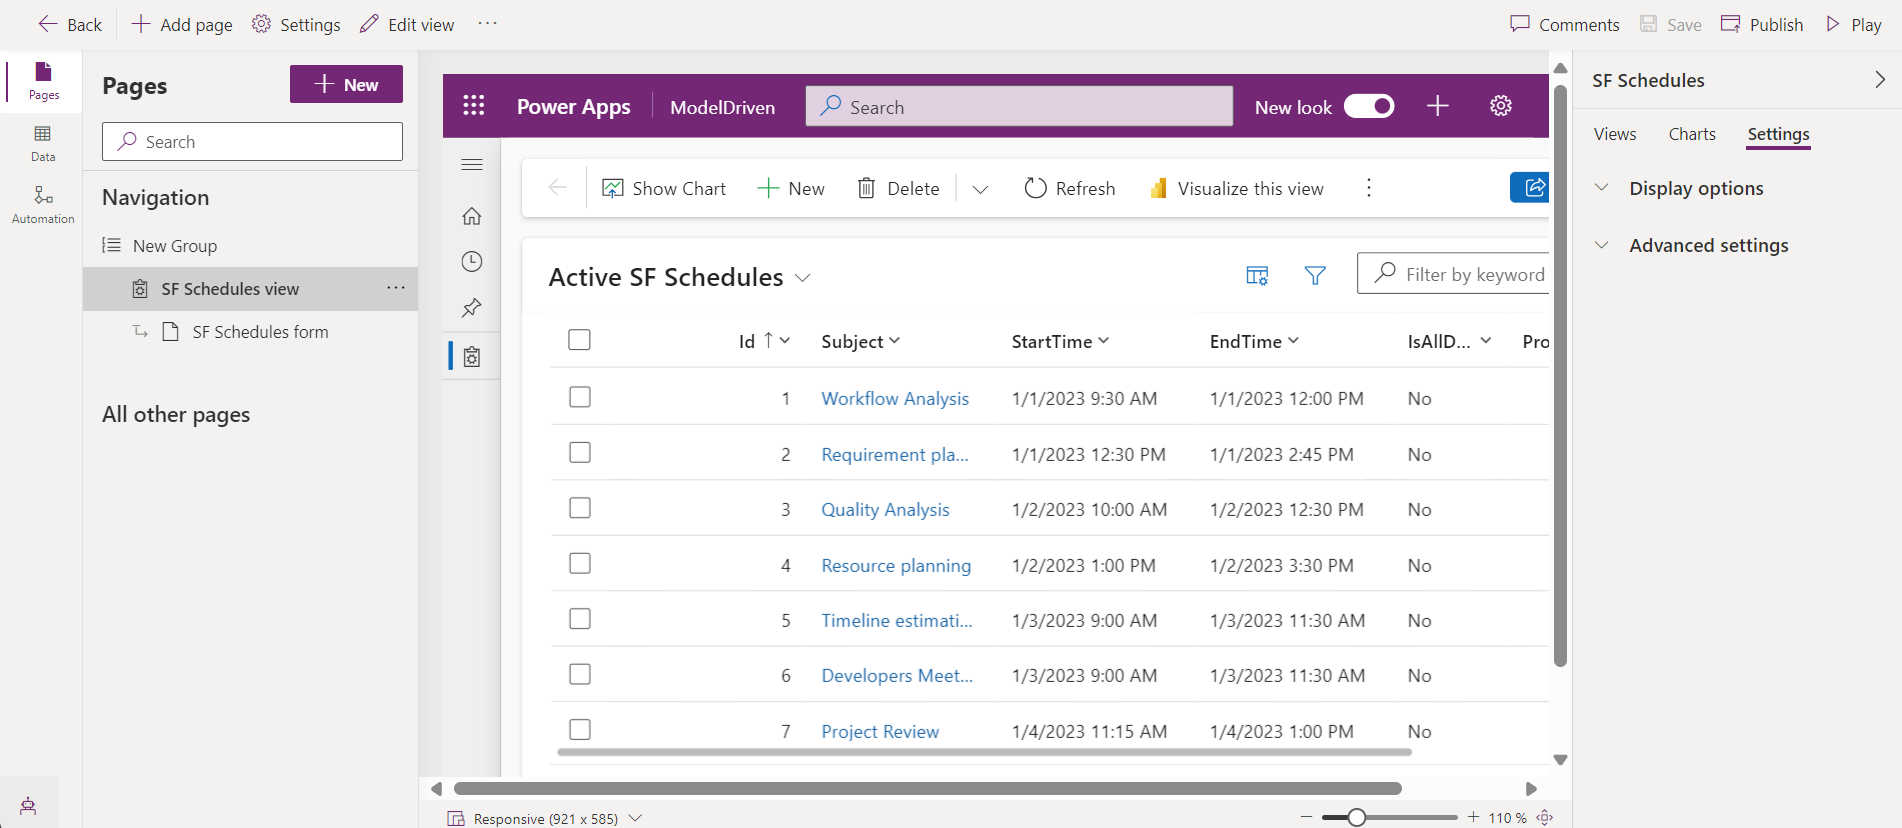 Back
Add page
Settings
Edit view
Comments
Save
Publish
Play
Pages
Data
Automation
Pages
New
Search
Navigation
New Group
SF Schedules view
SF Schedules form
All other pages
Power Apps
ModelDriven
Search
New look
Show Chart
New
Delete
Refresh
Visualize this view
Active SF Schedules
Filter by keyword
Id Subject StartTime EndTime IsAllD... Pro
1 Workflow Analysis 1/1/2023 9:30 AM 1/1/2023 12:00 PM No
2 Requirement pla... 1/1/2023 12:30 PM 1/1/2023 2:45 PM No
3 Quality Analysis 1/2/2023 10:00 AM 1/2/2023 12:30 PM No
4 Resource planning 1/2/2023 1:00 PM 1/2/2023 3:30 PM No
5 Timeline estimati... 1/3/2023 9:00 AM 1/3/2023 11:30 AM No
6 Developers Meet... 1/3/2023 9:00 AM 1/3/2023 11:30 AM No
7 Project Review 1/4/2023 11:15 AM 1/4/2023 1:00 PM No
Responsive (921 x 585)
110 %
SF Schedules
Views
Charts
Settings
Display options
Advanced settings